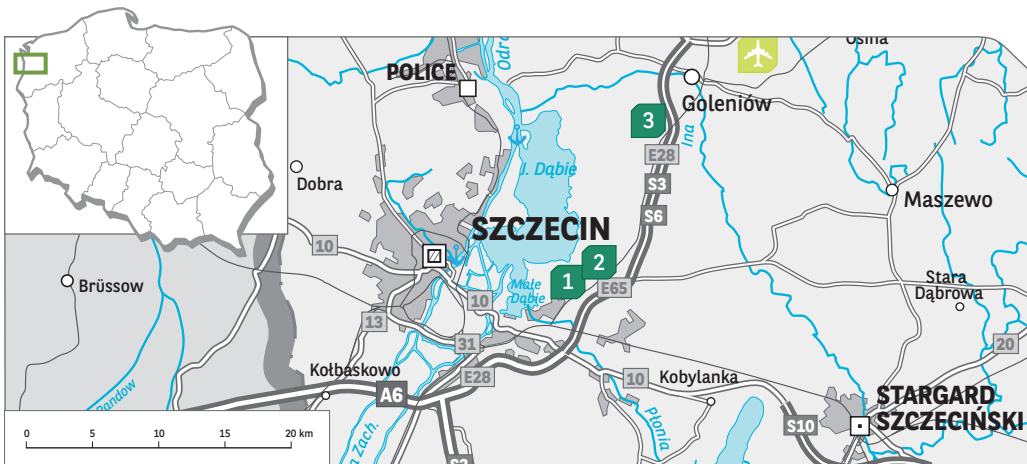 Osina
POLICE
Odra
Goleniów
3
Ina
E28
J. Dąbie
Dobra
S3
Maszewo
S6
SZCZECIN
10
2
1
Małe
Dąbie
E65
Stara
Dąbrowa
Brüssow
10
13
31
20
Kołbaskowo
E28
10
Kobylanka
A6
STARGARD
SZCZECIŃSKI
Płonia
S10
0 5 10 15 20 km
Zach.
S3